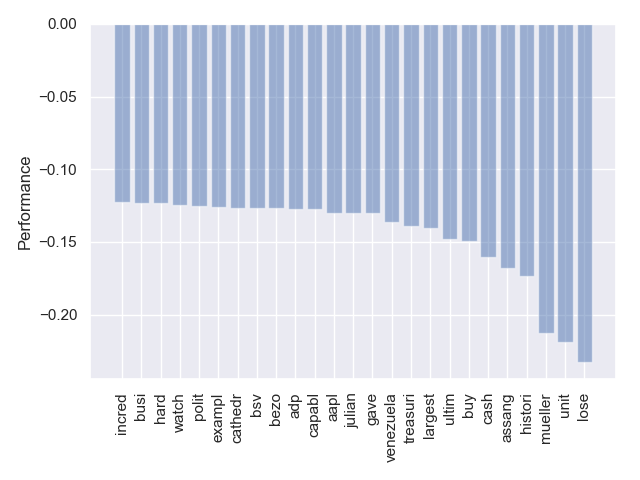 0.00
−0.05
−0.10
−0.15
−0.20
Performance
incred
busi
hard
watch
polit
exampl
cathedr
bsv
bezo
adp
capabl
aapl
julian
gave
venezuela
treasuri
largest
ultim
buy
cash
assang
histori
mueller
unit
lose